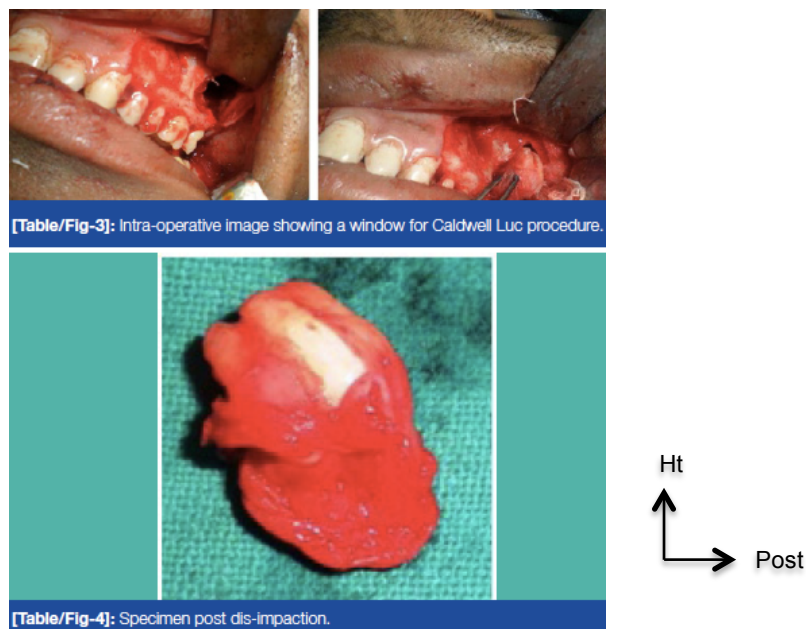 [Table/Fig-3]: Intra-operative image showing a window for Caldwell Luc procedure.
Ht
Post
[Table/Fig-4]: Specimen post dis-impaction.